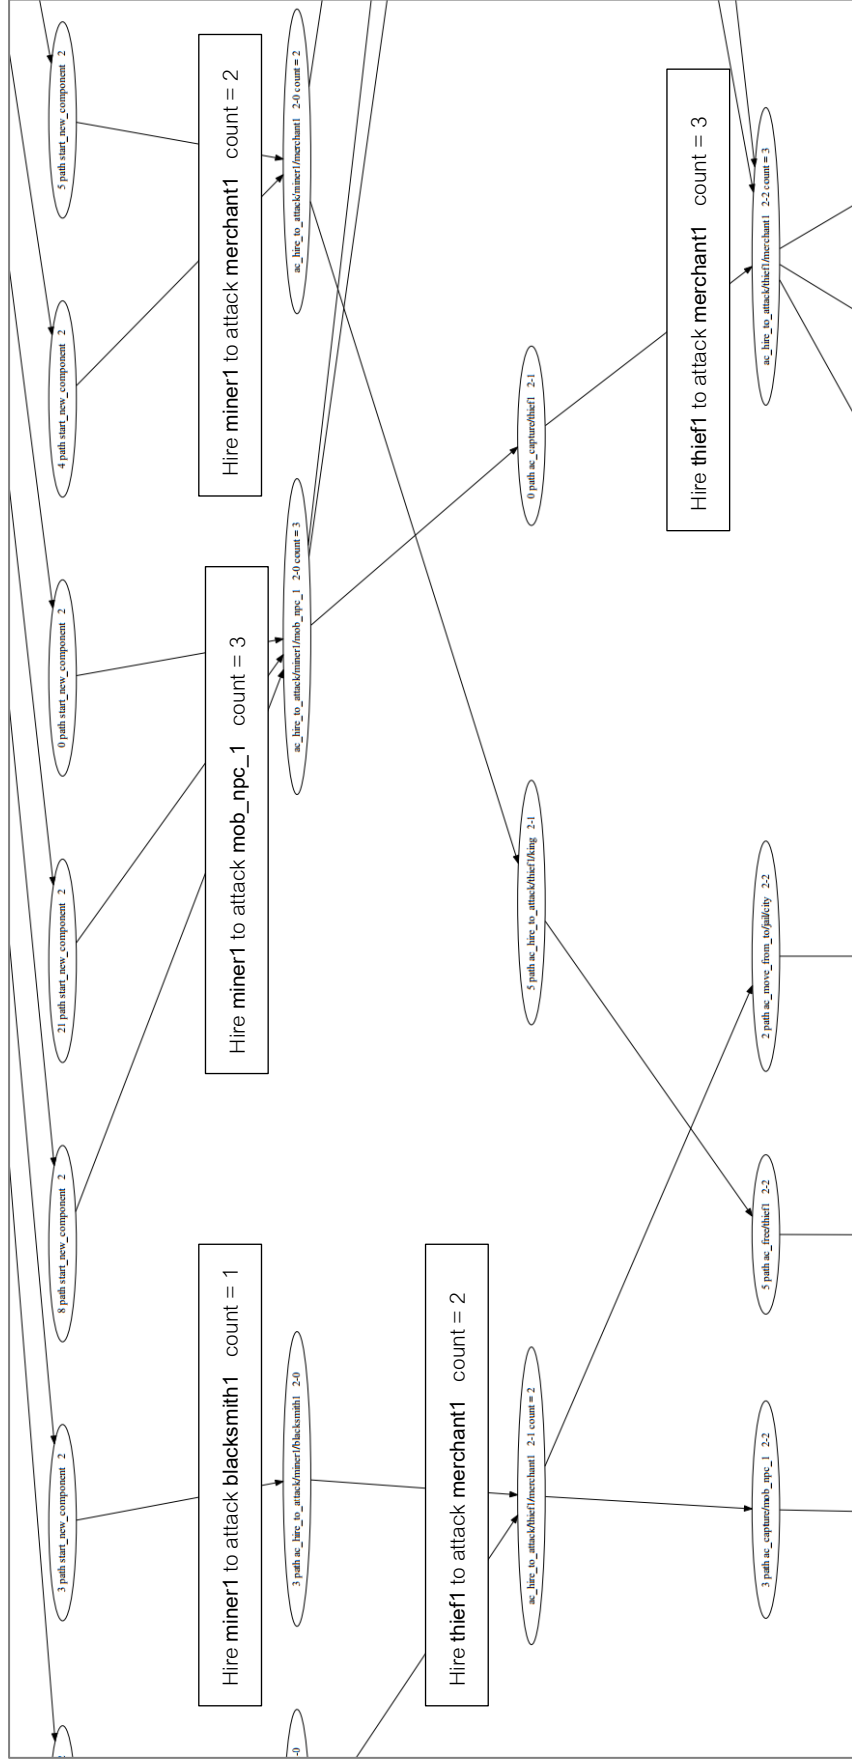 3 path start_new_component 2
8 path start_new_component 2
21 path start_new_component 2
0 path start_new_component 2
4 path start_new_component 2
5 path start_new_component 2
Hire miner1 to attack blacksmith1 count = 1
Hire miner1 to attack mob_npc_1 count = 3
Hire miner1 to attack merchant1 count = 2
-0
3 path ac_hire_to_attack/miner1/blacksmith1 2-0
ac_hire_to_attack/miner1/mob_npc_1 2-0 count = 3
ac_hire_to_attack/miner1/merchant1 2-0 count = 2
Hire thief1 to attack merchant1 count = 2
ac_hire_to_attack/thief1/merchant1 2-1 count = 2
5 path ac_hire_to_attack/thief1/king 2-1
0 path ac_capture/thief1 2-1
Hire thief1 to attack merchant1 count = 3
3 path ac_capture/mob_npc_1 2-2
5 path ac_free/thief1 2-2
2 path ac_move_from_to/jail/city 2-2
ac_hire_to_attack/thief1/merchant1 2-2 count = 3